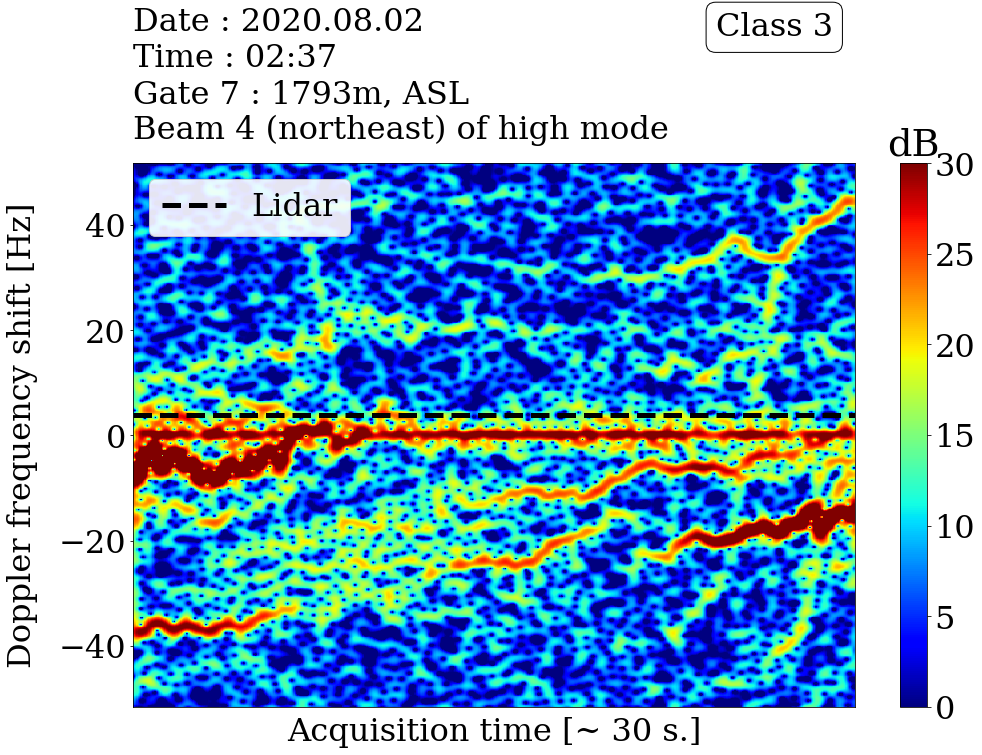 Date : 2020.08.02
Time : 02:37
Gate 7 : 1793m, ASL
Beam 4 (northeast) of high mode
Class 3
Lidar
Doppler frequency shift [Hz]
40
20
0
−20
−40
Acquisition time [~ 30 s.]
dB
30
25
20
15
10
5
0